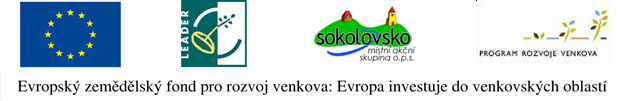 LEADER
sokolovsko
místní akční
skupina o.p.s.
PROGRAM ROZVOJE VENKOVA
Evropský zemědělský fond pro rozvoj venkova: Evropa investuje do venkovských oblastí